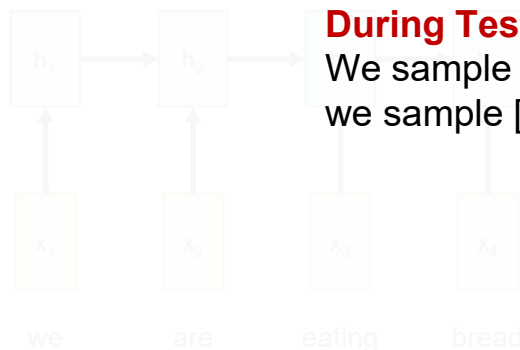 During Tes
We sample
we sample [
h₁ h₂
x₁ x₂ x₃ x₄
we are eating bread